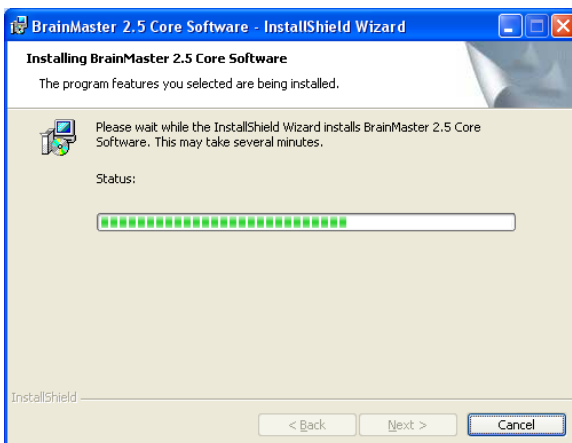 BrainMaster 2.5 Core Software - InstallShield Wizard
Installing BrainMaster 2.5 Core Software
The program features you selected are being installed.
Please wait while the InstallShield Wizard installs BrainMaster 2.5 Core
Software. This may take several minutes.
Status:
InstallShield
< Back
Next >
Cancel